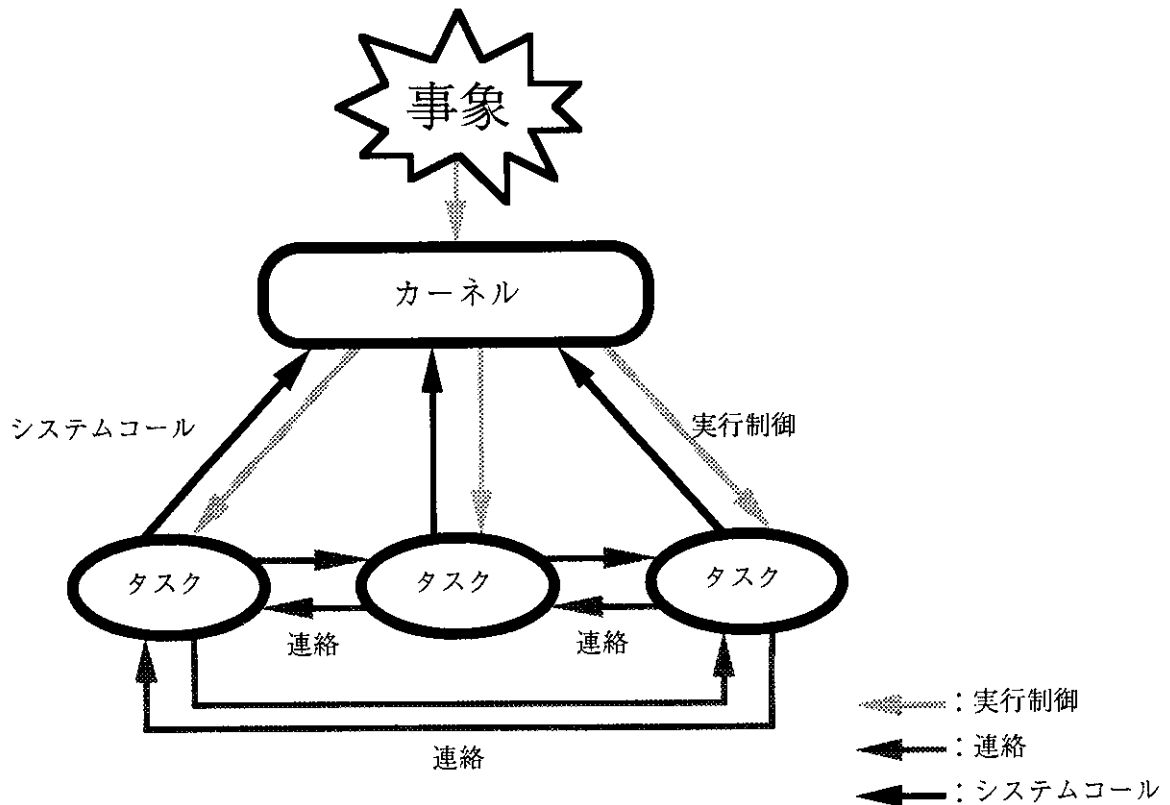 事象
カーネル
システムコール
実行制御
タスク
タスク
タスク
連絡
連絡
連絡
：実行制御
：連絡
：システムコール